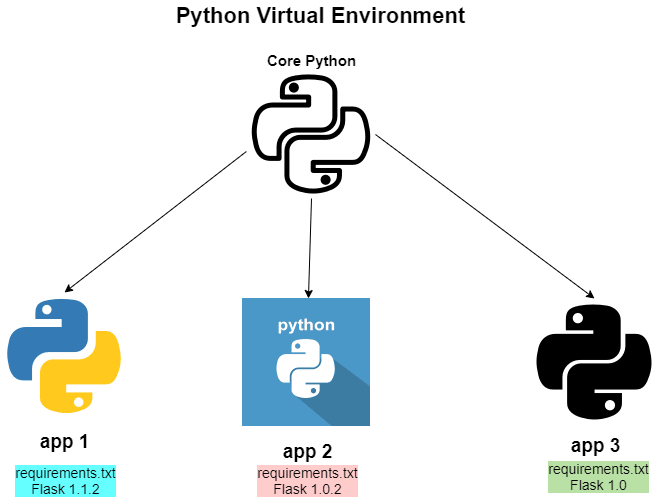 Python Virtual Environment
Core Python
python
app 1
requirements.txt
Flask 1.1.2
app 2
requirements.txt
Flask 1.0.2
app 3
requirements.txt
Flask 1.0